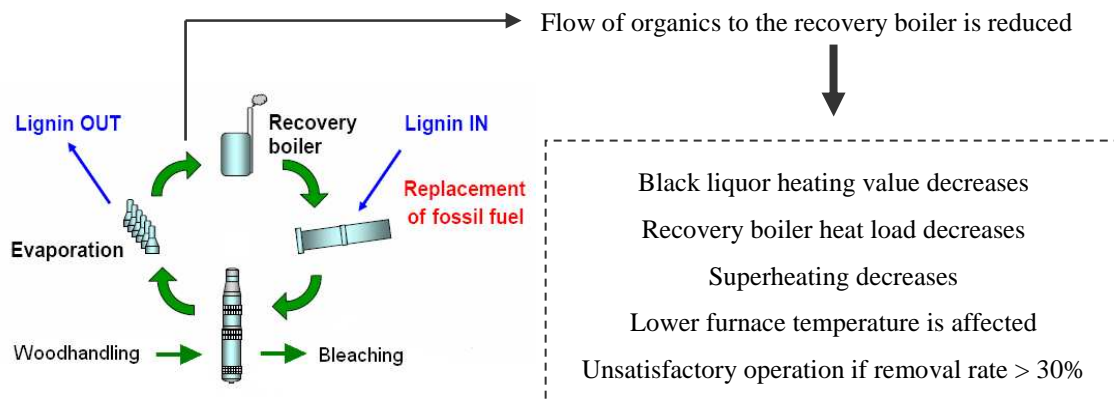 Flow of organics to the recovery boiler is reduced
Lignin OUT
Recovery
boiler
Lignin IN
Replacement
of fossil fuel
Evaporation
Woodhandling
Bleaching
Black liquor heating value decreases
Recovery boiler heat load decreases
Superheating decreases
Lower furnace temperature is affected
Unsatisfactory operation if removal rate > 30%